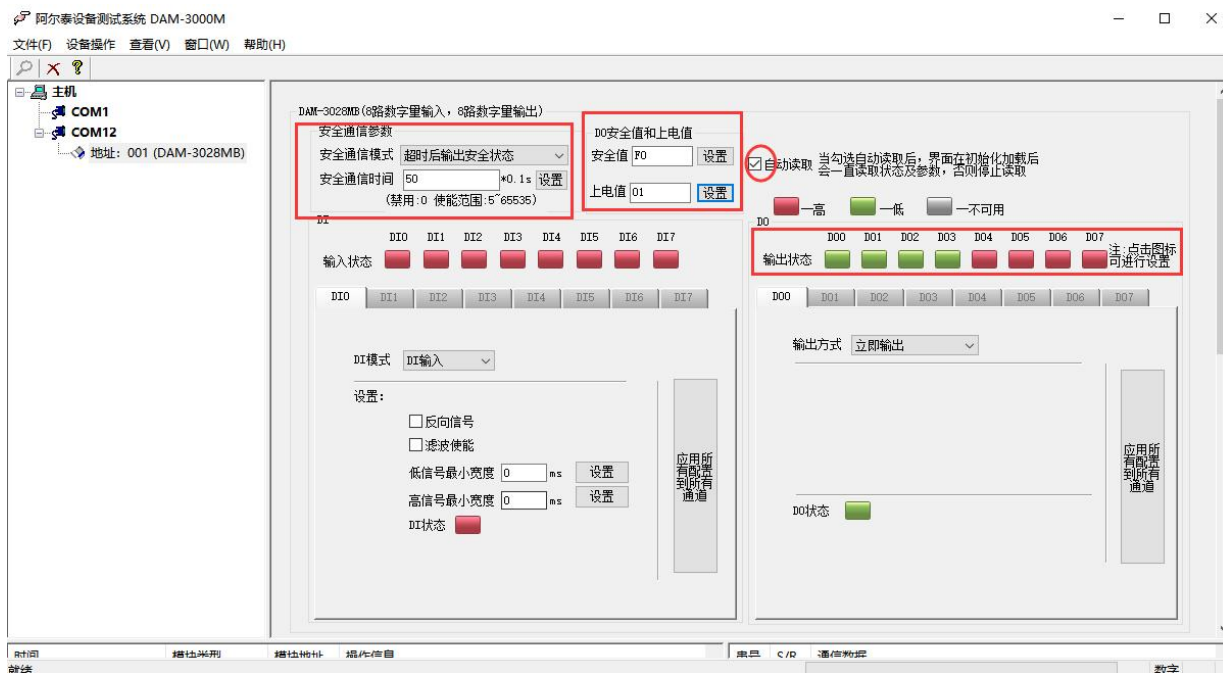 阿尔泰设备测试系统 DAM-3000M
文件(F) 设备操作 查看(V) 窗口(W) 帮助(H)
主机
COM1
COM12
地址: 001 (DAM-3028MB)
DAM-3028MB(8路数字量输入，8路数字量输出)
安全通信参数
安全通信模式 超时后输出安全状态
安全通信时间 50 *0.1s 设置
(禁用:0 使能范围:5~65535)
DO安全值和上电值
安全值 F0 设置
上电值 01 设置
自动读取 当勾选自动读取后，界面在初始化加载后
会一直读取状态及参数，否则停止读取
—高 —低 —不可用
DI
DI0 DI1 DI2 DI3 DI4 DI5 DI6 DI7
输入状态
DI0 DI1 DI2 DI3 DI4 DI5 DI6 DI7
DI模式 DI输入
设置:
反向信号
滤波使能
低信号最小宽度 0 ms 设置
高信号最小宽度 0 ms 设置
DI状态
应用所
有配置
到所有
通道
DO
DO0 DO1 DO2 DO3 DO4 DO5 DO6 DO7
输出状态
注:点击图标
可进行设置
DO0 DO1 DO2 DO3 DO4 DO5 DO6 DO7
输出方式 立即输出
DO状态
应用所
有配置
到所有
通道
时间 模块类型 模块地址 操作信息
串号 S/R 通信数据
就绪
数字